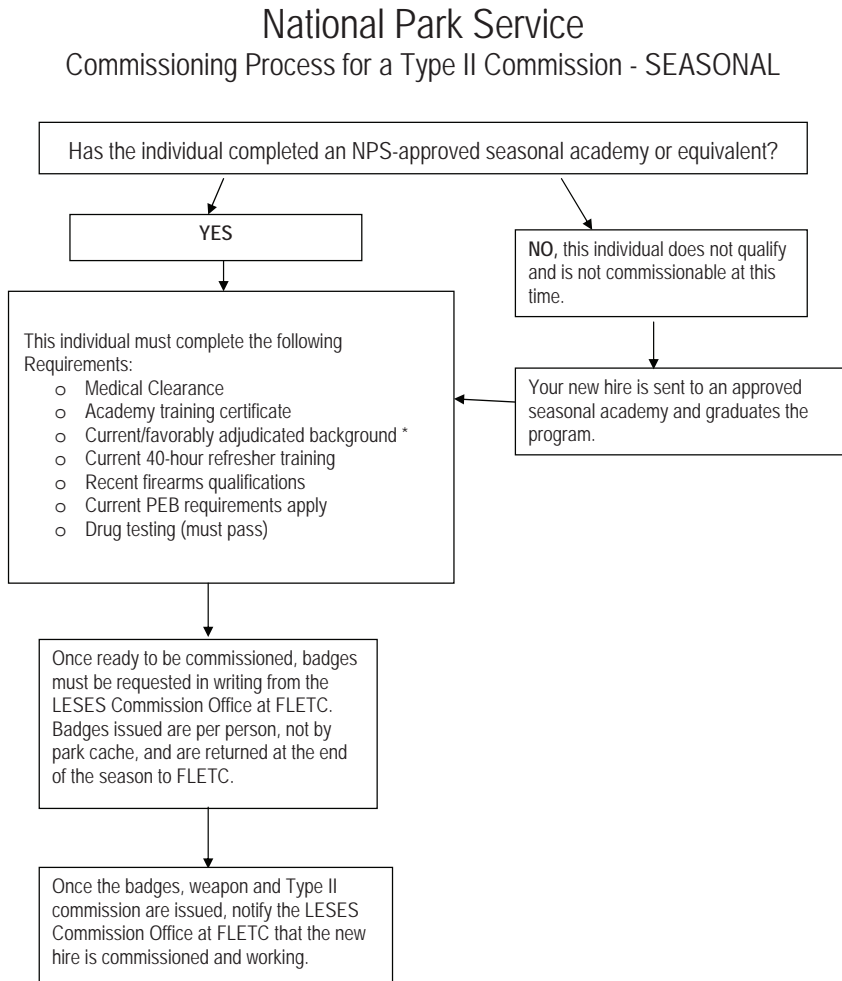 National Park Service
Commissioning Process for a Type II Commission - SEASONAL
Has the individual completed an NPS-approved seasonal academy or equivalent?
YES
NO, this individual does not qualify
and is not commissionable at this
time.
This individual must complete the following
Requirements:
o Medical Clearance
o Academy training certificate
o Current/favorably adjudicated background *
o Current 40-hour refresher training
o Recent firearms qualifications
o Current PEB requirements apply
o Drug testing (must pass)
Your new hire is sent to an approved
seasonal academy and graduates the
program.
Once ready to be commissioned, badges
must be requested in writing from the
LESES Commission Office at FLETC.
Badges issued are per person, not by
park cache, and are returned at the end
of the season to FLETC.
Once the badges, weapon and Type II
commission are issued, notify the LESES
Commission Office at FLETC that the new
hire is commissioned and working.